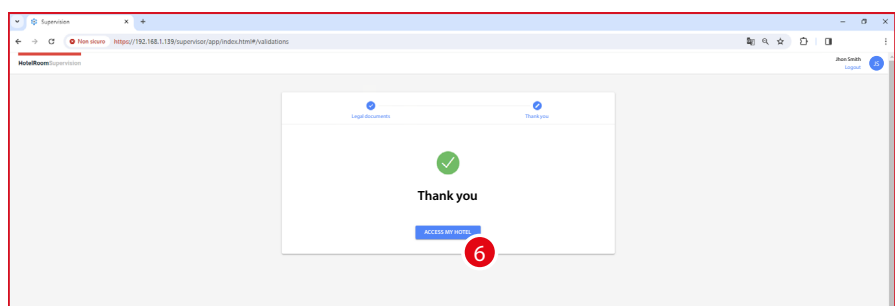 Supervision
Non sicuro https://192.168.1.139/supervisor/app/index.html#/validations
HotelRoomSupervision
Jhon Smith
Logout
JS
Legal documents
Thank you
Thank you
ACCESS MY HOTEL
6